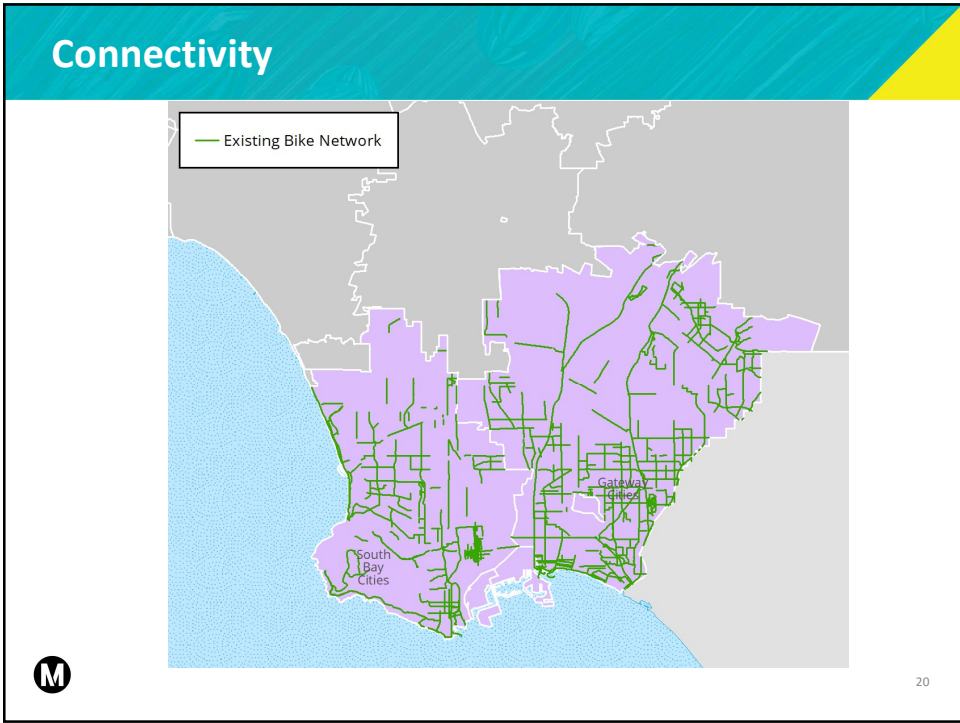 Connectivity
Existing Bike Network
Gateway
Cities
South
Bay
Cities
M
20